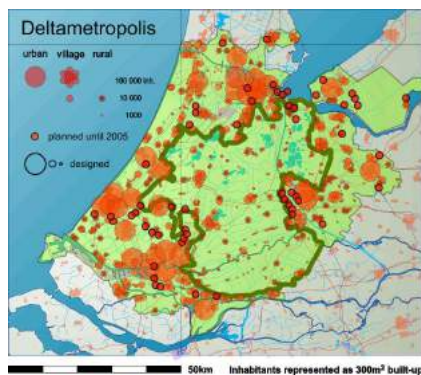 Deltametropolis
urban village rural
100 000 inh.
10 000
1000
planned until 2005
designed
50km Inhabitants represented as 300m² built-up